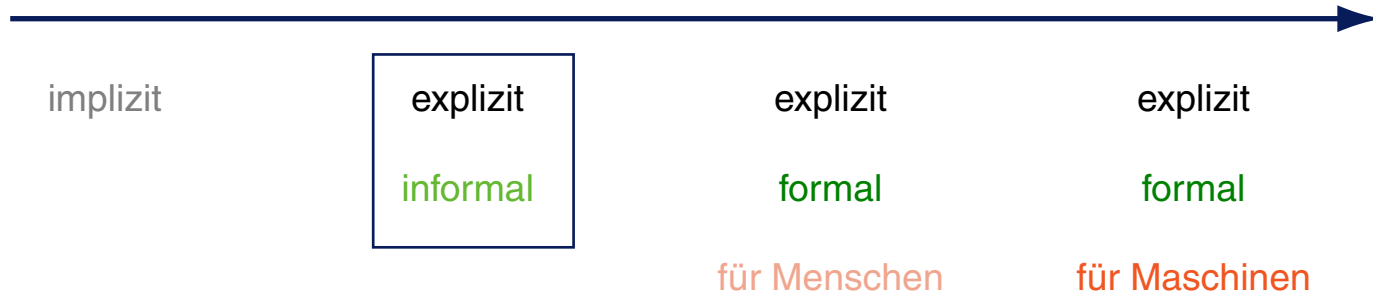 implizit explizit explizit explizit
informal formal formal
für Menschen für Maschinen